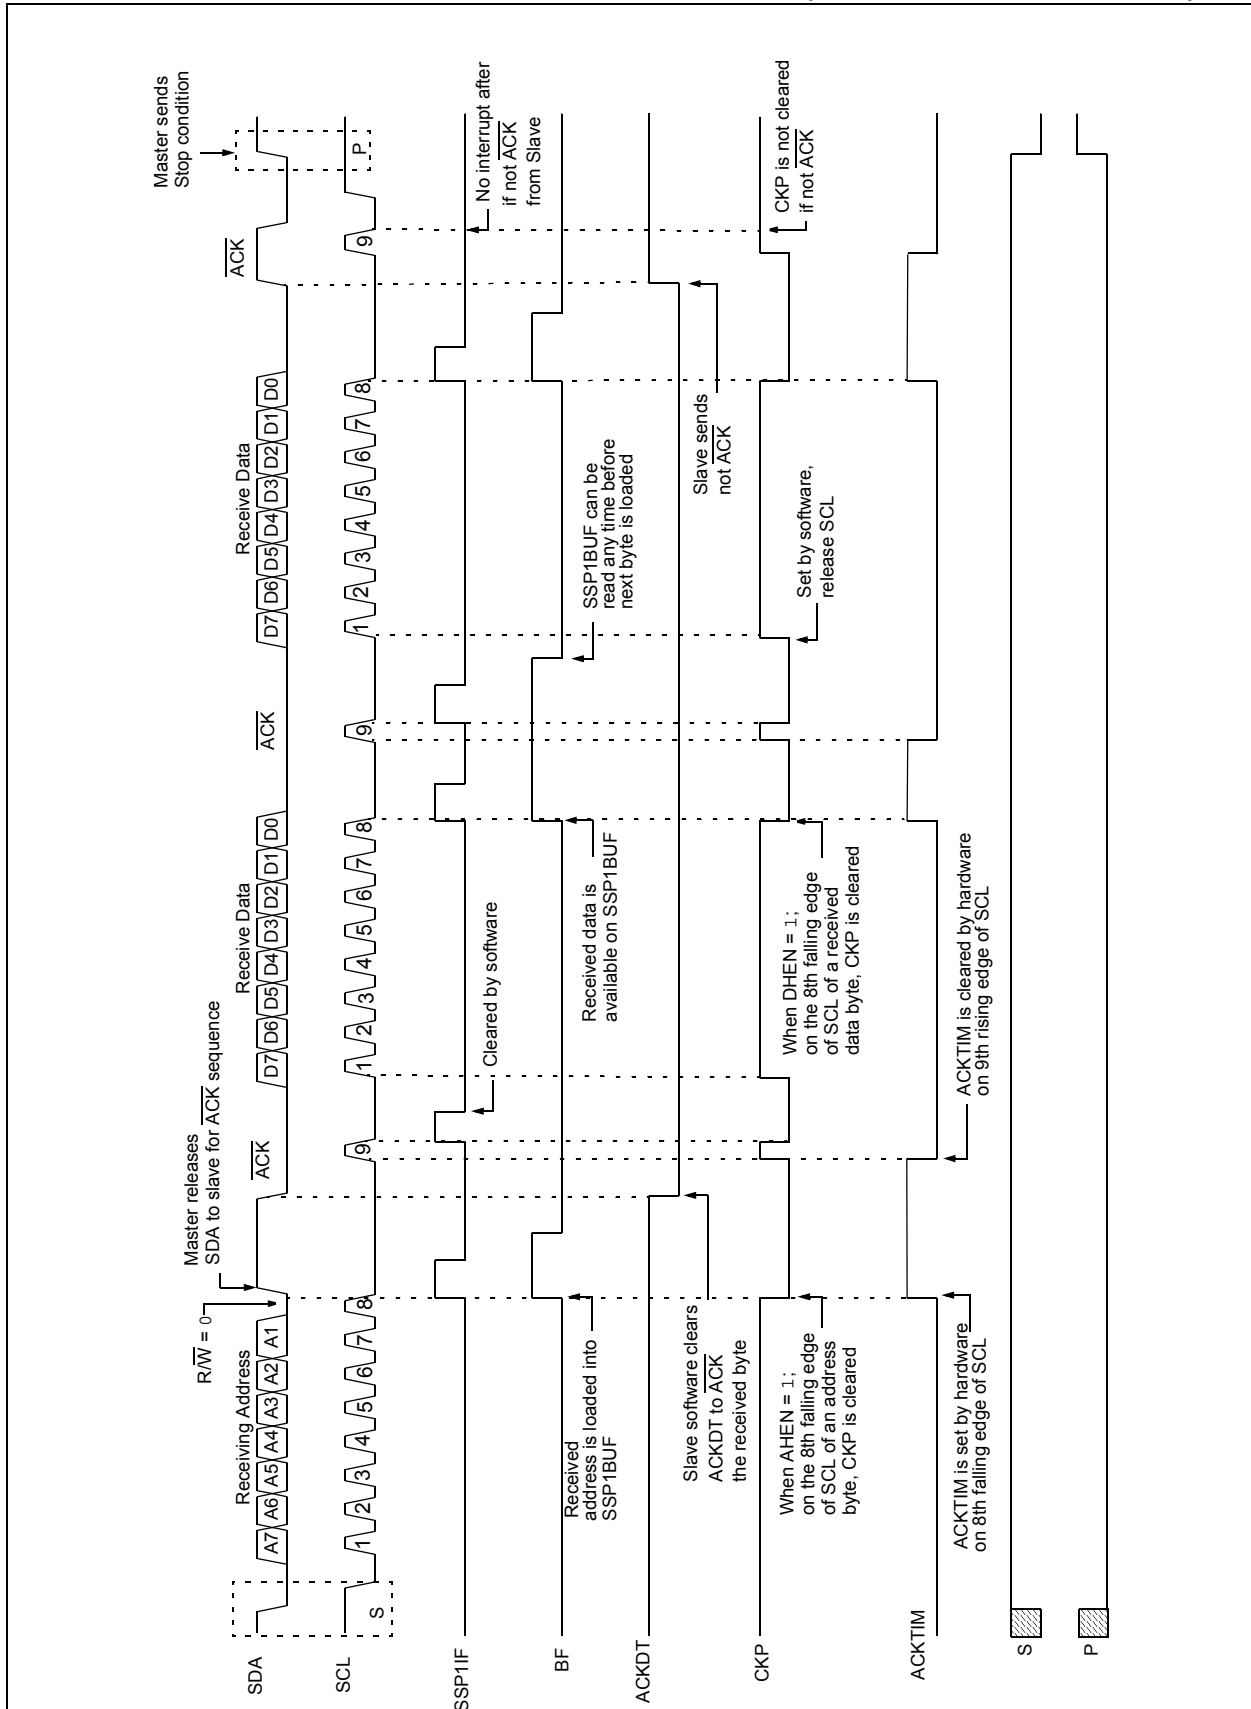 Master sends
Stop condition
Master releases
SDA to slave for ACK sequence
R/W = 0
Receiving Address
ACK
Receive Data
ACK
Receive Data
ACK
SDA
A7 A6 A5 A4 A3 A2 A1
D7 D6 D5 D4 D3 D2 D1 D0
D7 D6 D5 D4 D3 D2 D1 D0
SCL
S
1 2 3 4 5 6 7 8 9
1 2 3 4 5 6 7 8 9
1 2 3 4 5 6 7 8 9
P
SSP1IF
Cleared by software
No interrupt after
if not ACK
from Slave
BF
Received
address is loaded into
SSP1BUF
Received data is
available on SSP1BUF
SSP1BUF can be
read any time before
next byte is loaded
ACKDT
Slave software clears
ACKDT to ACK
the received byte
Slave sends
not ACK
CKP
When AHEN = 1;
on the 8th falling edge
of SCL of an address
byte, CKP is cleared
When DHEN = 1;
on the 8th falling edge
of SCL of a received
data byte, CKP is cleared
Set by software,
release SCL
CKP is not cleared
if not ACK
ACKTIM
ACKTIM is set by hardware
on 8th falling edge of SCL
ACKTIM is cleared by hardware
on 9th rising edge of SCL
S
P